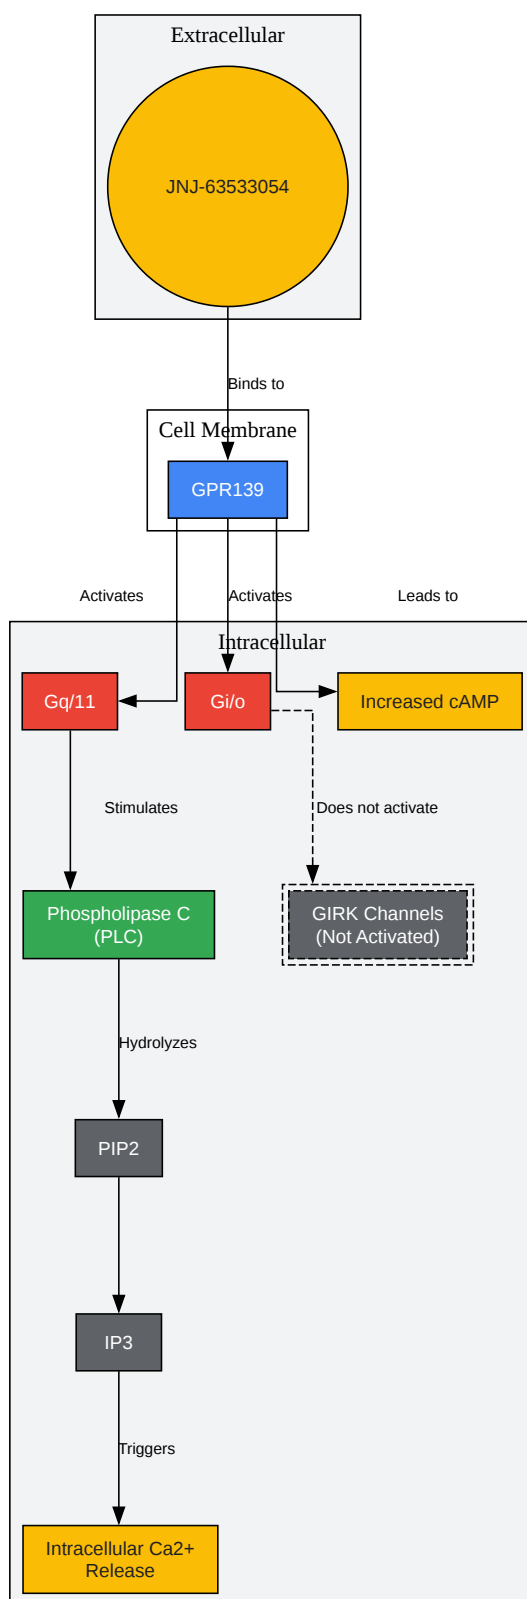 Extracellular
JNJ-63533054
Binds to
Cell Membrane
GPR139
Activates
Activates
Leads to
Intracellular
Gq/11
Gi/o
Increased cAMP
Stimulates
Does not activate
Phospholipase C
(PLC)
GIRK Channels
(Not Activated)
Hydrolyzes
PIP2
IP3
Triggers
Intracellular Ca2+
Release